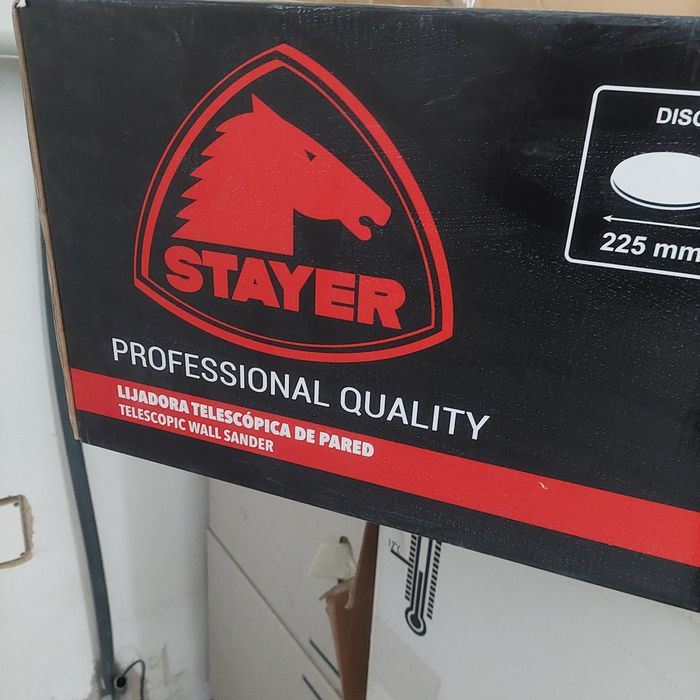 STAYER
PROFESSIONAL QUALITY
LIJADORA TELESCÓPICA DE PARED
TELESCOPIC WALL SANDER
225 mm